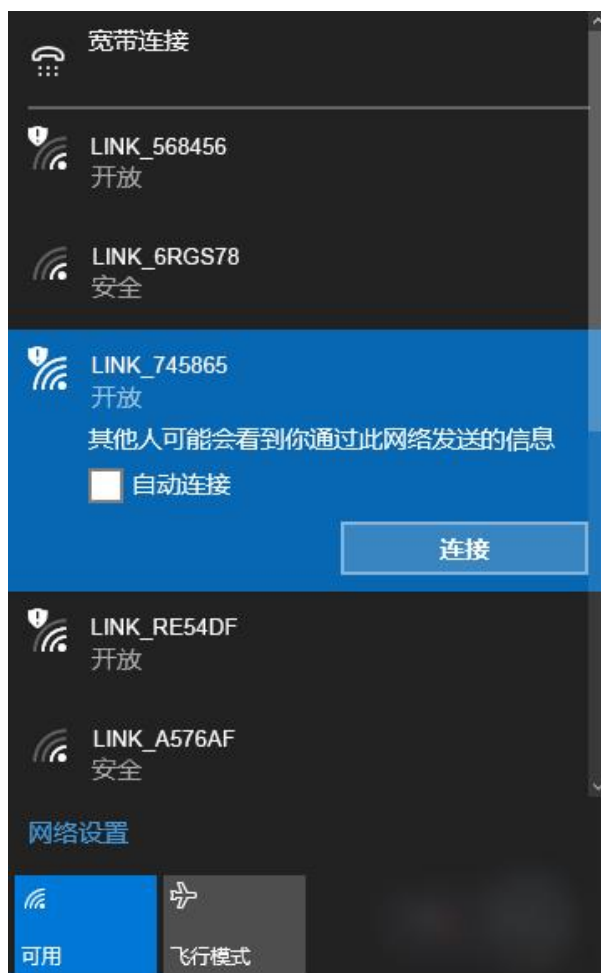 宽带连接
LINK_568456
开放
LINK_6RGS78
安全
LINK_745865
开放
其他人可能会看到你通过此网络发送的信息
自动连接
连接
LINK_RE54DF
开放
LINK_A576AF
安全
网络设置
可用
飞行模式